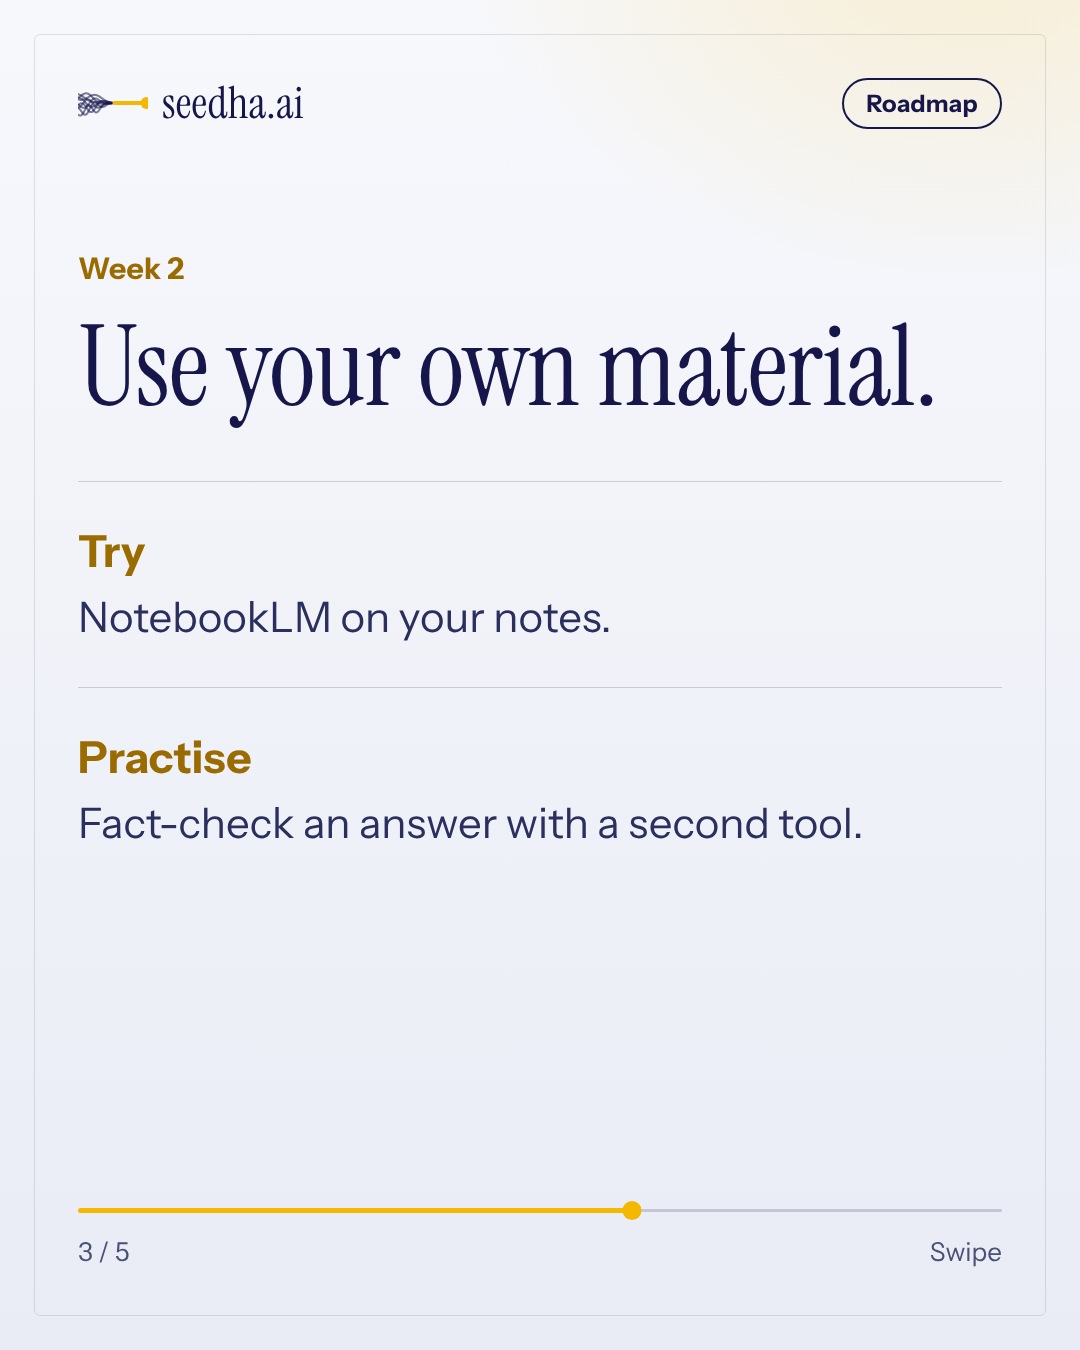 seedha.ai
Roadmap
Week 2
Use your own material.
Try
NotebookLM on your notes.
Practise
Fact-check an answer with a second tool.
3 / 5
Swipe